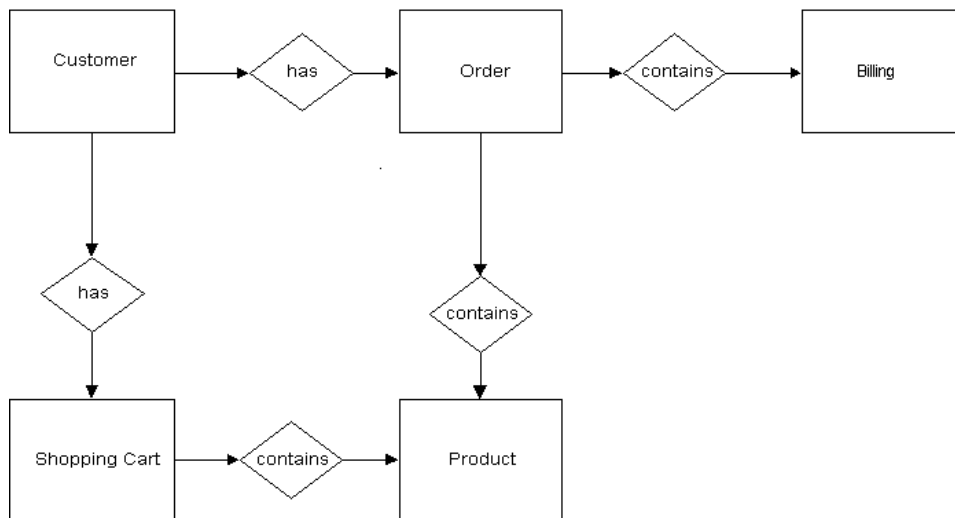 Customer
has
Order
contains
Billing
has
contains
Shopping Cart
contains
Product